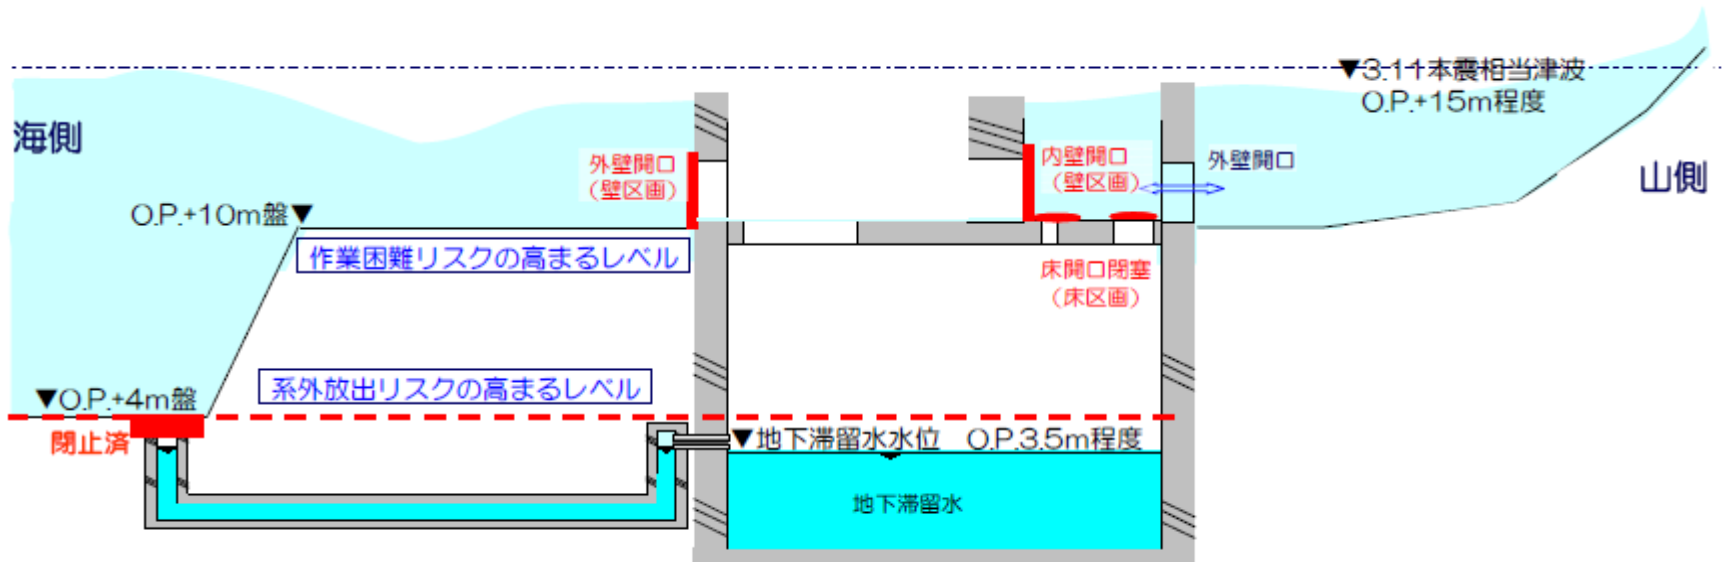 ▼3.11本震相当津波
O.P.+15m程度
海側
外壁開口
（壁区画）
内壁開口
（壁区画）
外壁開口
山側
O.P.+10m盤▼
作業困難リスクの高まるレベル
床開口閉塞
（床区画）
系外放出リスクの高まるレベル
▼O.P.+4m盤
閉止済
▼地下滞留水水位　O.P.3.5m程度
地下滞留水